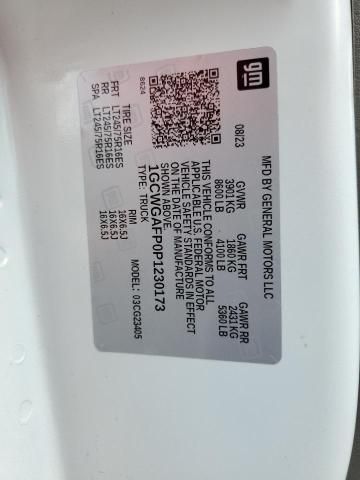 gm
MFD BY GENERAL MOTORS LLC
08/23 GVWR GAWR FRT GAWR RR
3901 KG 1860 KG 2431 KG
8600 LB 4100 LB 5360 LB
THIS VEHICLE CONFORMS TO ALL
APPLICABLE U.S. FEDERAL MOTOR
VEHICLE SAFETY STANDARDS IN EFFECT
ON THE DATE OF MANUFACTURE
SHOWN ABOVE.
1GCWGAFP0P1230173
TYPE: TRUCK MODEL: 03CG23405
8624
TIRE SIZE RIM
FRT LT245/75R16ES 16X6.5J
RR LT245/75R16ES 16X6.5J
SPA LT245/75R16ES 16X6.5J